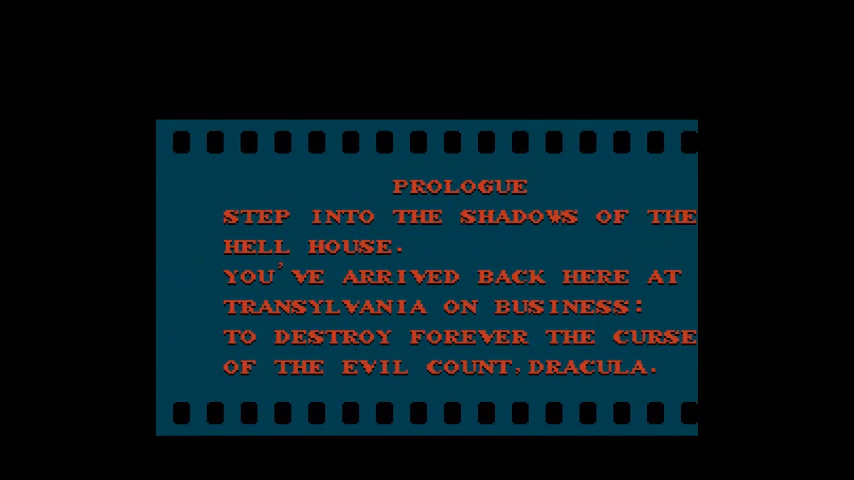 PROLOGUE
STEP INTO THE SHADOWS OF THE
HELL HOUSE.
YOU'VE ARRIVED BACK HERE AT
TRANSYLVANIA ON BUSINESS:
TO DESTROY FOREVER THE CURSE
OF THE EVIL COUNT,DRACULA.